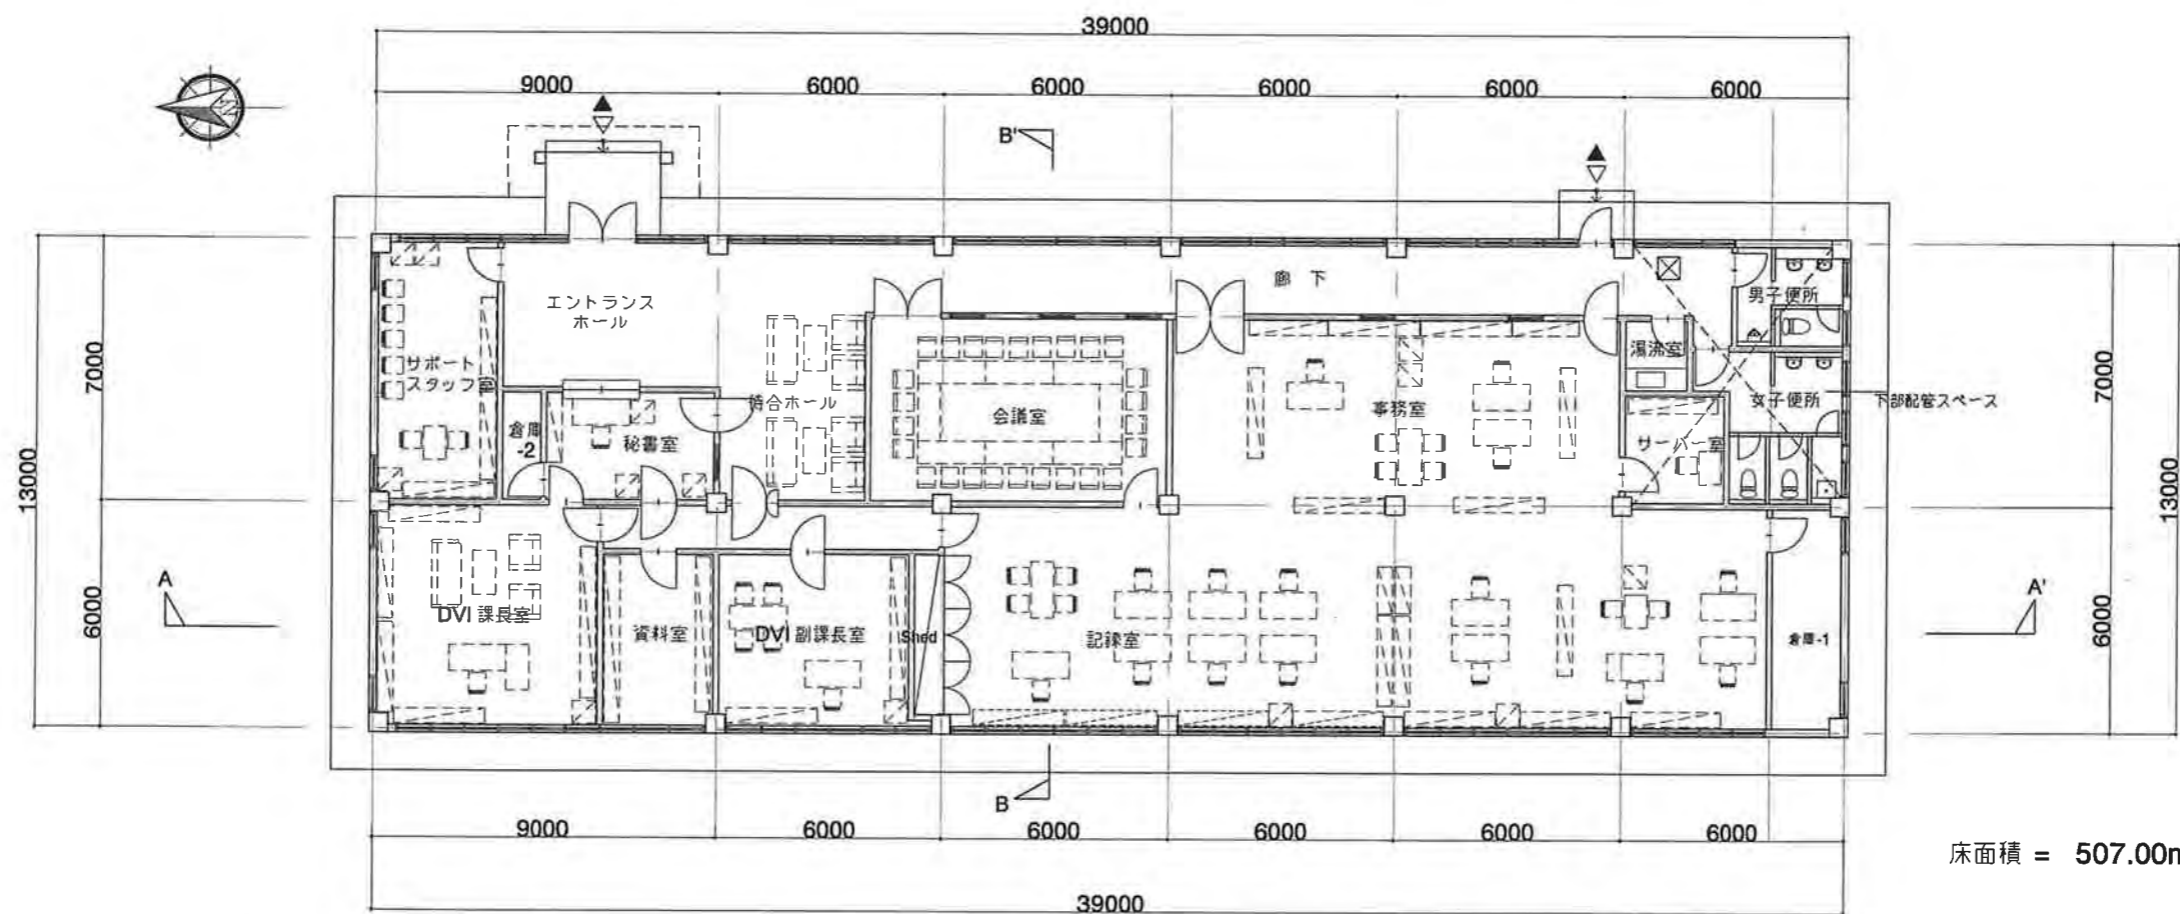 39000
9000 6000 6000 6000 6000 6000
B'
エントランス
ホール
廊 下
男子便所
サポート
スタッフ室
湯沸室
7000
7000
待合ホール
会議室
事務室
女子便所
下部配管スペース
倉庫
-2
秘書室
サーバー室
13000
13000
A
A'
6000
6000
DVI 課長室
資料室
DVI 副課長室
Shed
記録室
倉庫-1
B
9000 6000 6000 6000 6000 6000
床面積 = 507.00m
39000